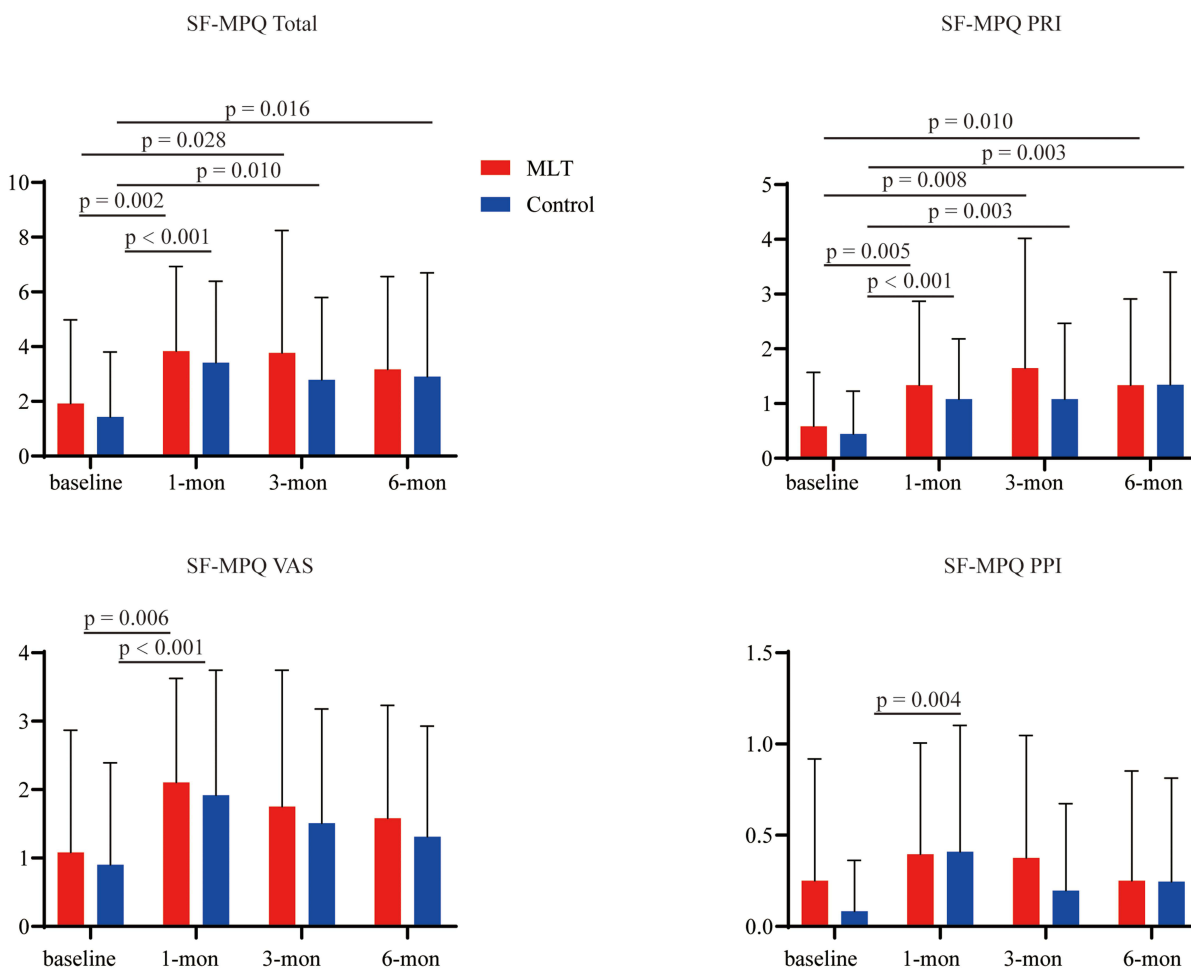 SF-MPQ Total
p = 0.016
p = 0.028
p = 0.010
p = 0.002
p < 0.001
MLT
Control
10
8
6
4
2
0
baseline 1-mon 3-mon 6-mon
SF-MPQ PRI
p = 0.010
p = 0.003
p = 0.008
p = 0.003
p = 0.005
p < 0.001
5
4
3
2
1
0
baseline 1-mon 3-mon 6-mon
SF-MPQ VAS
p = 0.006
p < 0.001
4
3
2
1
0
baseline 1-mon 3-mon 6-mon
SF-MPQ PPI
p = 0.004
1.5
1.0
0.5
0.0
baseline 1-mon 3-mon 6-mon